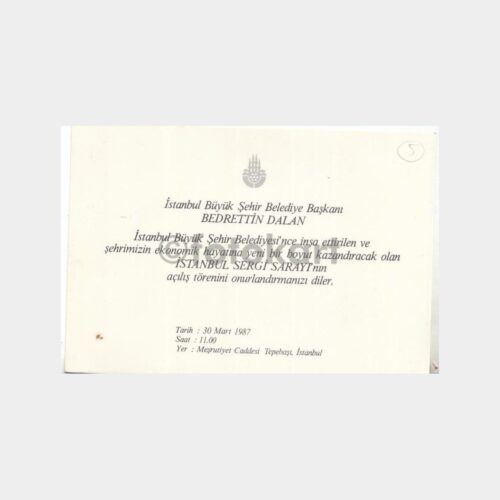 5
İstanbul Büyük Şehir Belediye Başkanı
BEDRETTİN DALAN
İstanbul Büyük Şehir Belediyesi'nce inşa ettirilen ve
şehrimizin ekonomik hayatına yeni bir boyut kazandıracak olan
İSTANBUL SERGİ SARAYI'nın
açılış törenini onurlandırmanızı diler.
©fotokart
Tarih : 30 Mart 1987
Saat : 11.00
Yer : Meşrutiyet Caddesi Tepebaşı, İstanbul